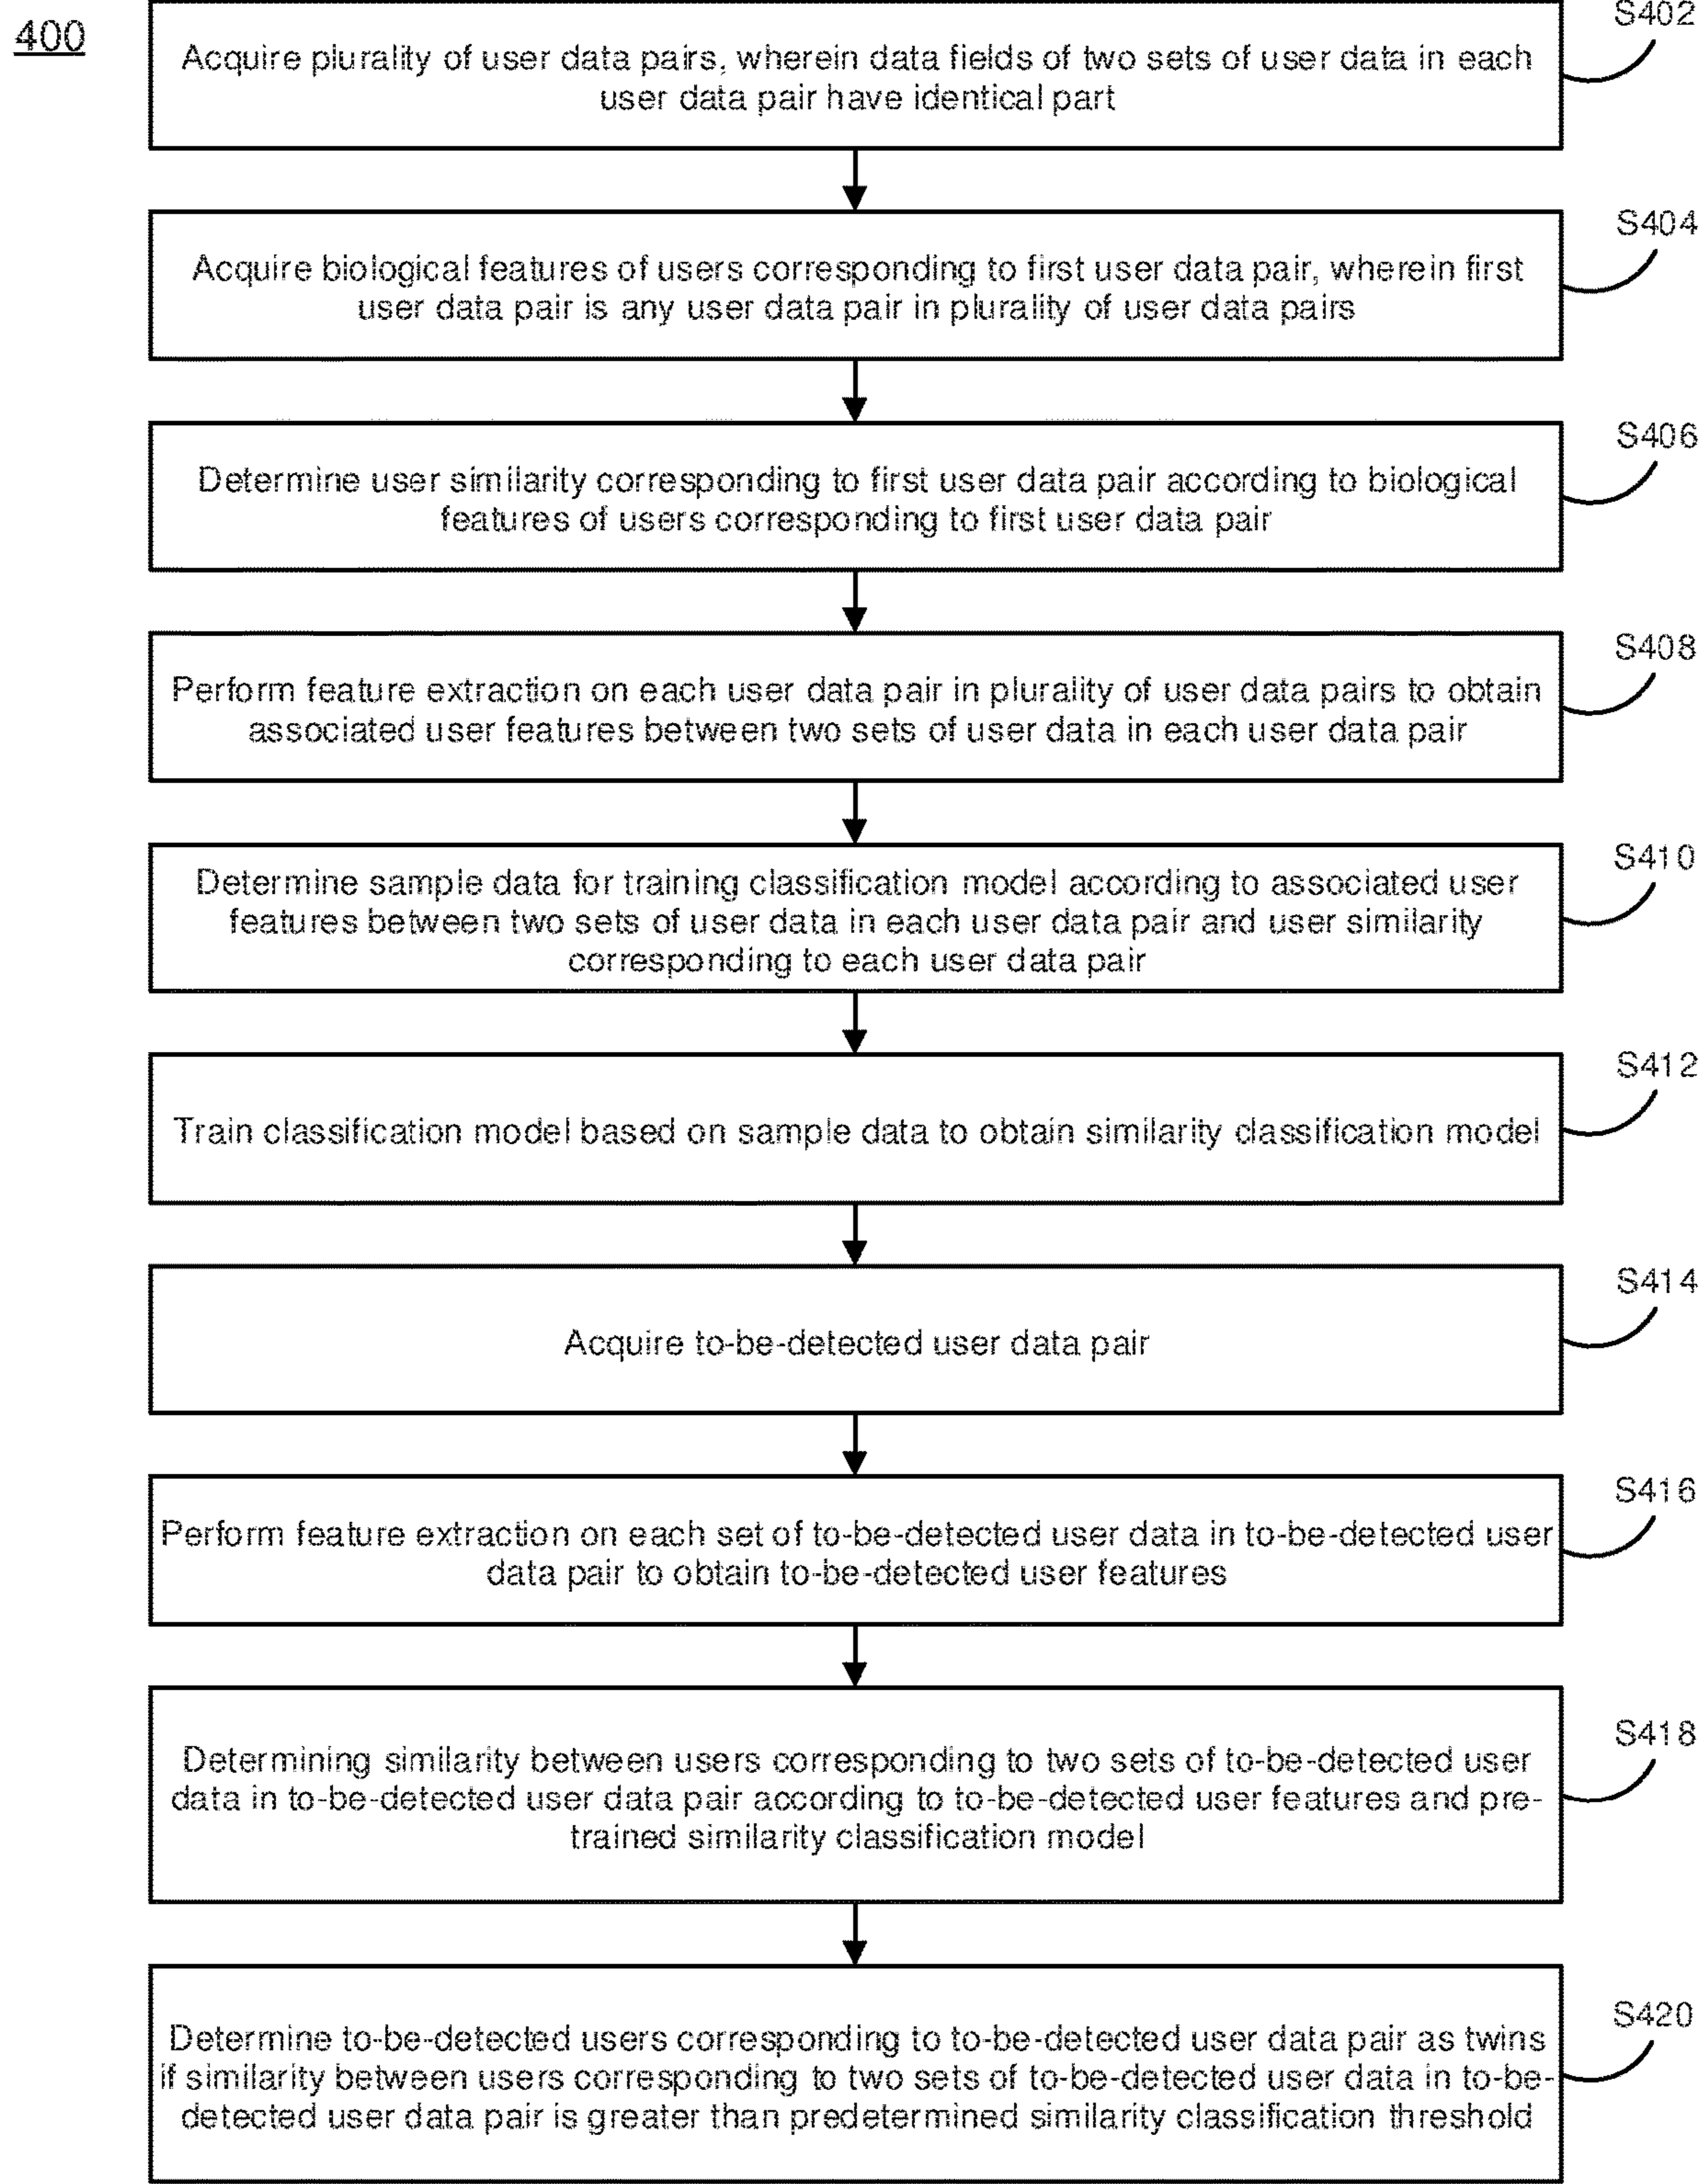 400
S402
Acquire plurality of user data pairs, wherein data fields of two sets of user data in each
user data pair have identical part
S404
Acquire biological features of users corresponding to first user data pair, wherein first
user data pair is any user data pair in plurality of user data pairs
S406
Determine user similarity corresponding to first user data pair according to biological
features of users corresponding to first user data pair
S408
Perform feature extraction on each user data pair in plurality of user data pairs to obtain
associated user features between two sets of user data in each user data pair
S410
Determine sample data for training classification model according to associated user
features between two sets of user data in each user data pair and user similarity
corresponding to each user data pair
S412
Train classification model based on sample data to obtain similarity classification model
S414
Acquire to-be-detected user data pair
S416
Perform feature extraction on each set of to-be-detected user data in to-be-detected user
data pair to obtain to-be-detected user features
S418
Determining similarity between users corresponding to two sets of to-be-detected user
data in to-be-detected user data pair according to to-be-detected user features and pre-
trained similarity classification model
S420
Determine to-be-detected users corresponding to to-be-detected user data pair as twins
if similarity between users corresponding to two sets of to-be-detected user data in to-be-
detected user data pair is greater than predetermined similarity classification threshold